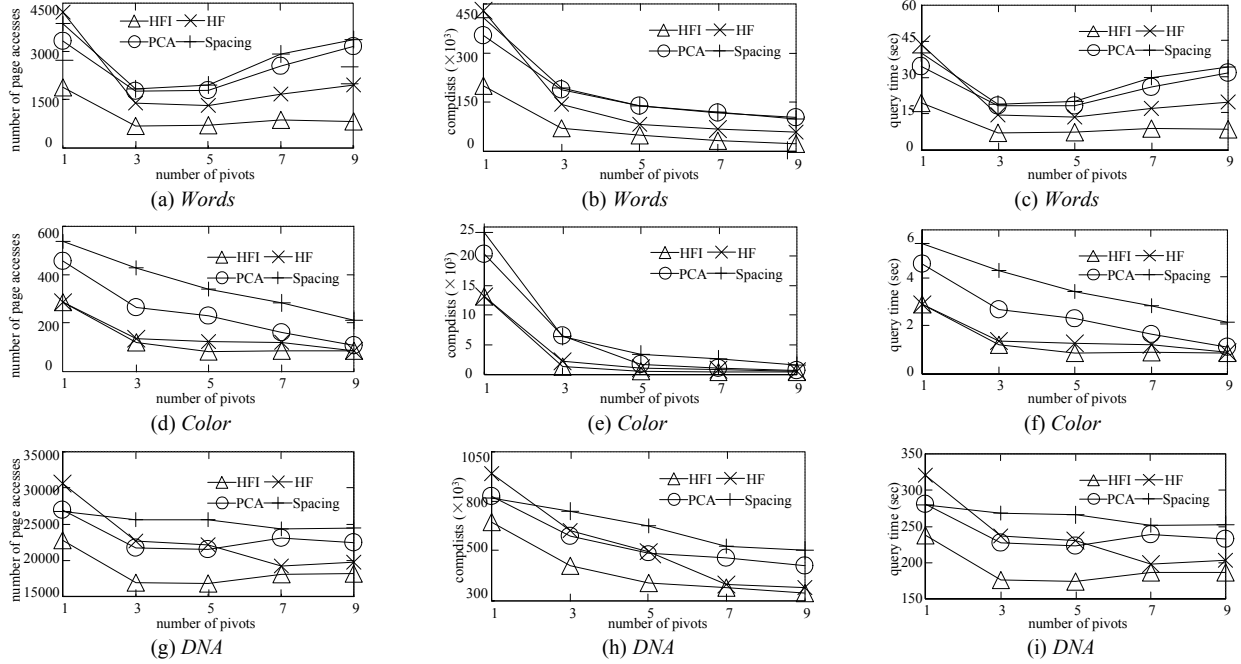 4500
3000
1500
0
number of page accesses
HFI HF
PCA Spacing
1 3 5 7 9
number of pivots
(a) Words
450
300
150
0
compdists (×10³)
HFI HF
PCA Spacing
1 3 5 7 9
number of pivots
(b) Words
60
45
30
15
0
query time (sec)
HFI HF
PCA Spacing
1 3 5 7 9
number of pivots
(c) Words
600
400
200
0
number of page accesses
HFI HF
PCA Spacing
1 3 5 7 9
number of pivots
(d) Color
25
20
15
10
5
0
compdists (×10³)
HFI HF
PCA Spacing
1 3 5 7 9
number of pivots
(e) Color
6
4
2
0
query time (sec)
HFI HF
PCA Spacing
1 3 5 7 9
number of pivots
(f) Color
35000
30000
25000
20000
15000
number of page accesses
HFI HF
PCA Spacing
1 3 5 7 9
number of pivots
(g) DNA
1050
800
500
300
compdists (×10³)
HFI HF
PCA Spacing
1 3 5 7 9
number of pivots
(h) DNA
350
300
250
200
150
query time (sec)
HFI HF
PCA Spacing
1 3 5 7 9
number of pivots
(i) DNA